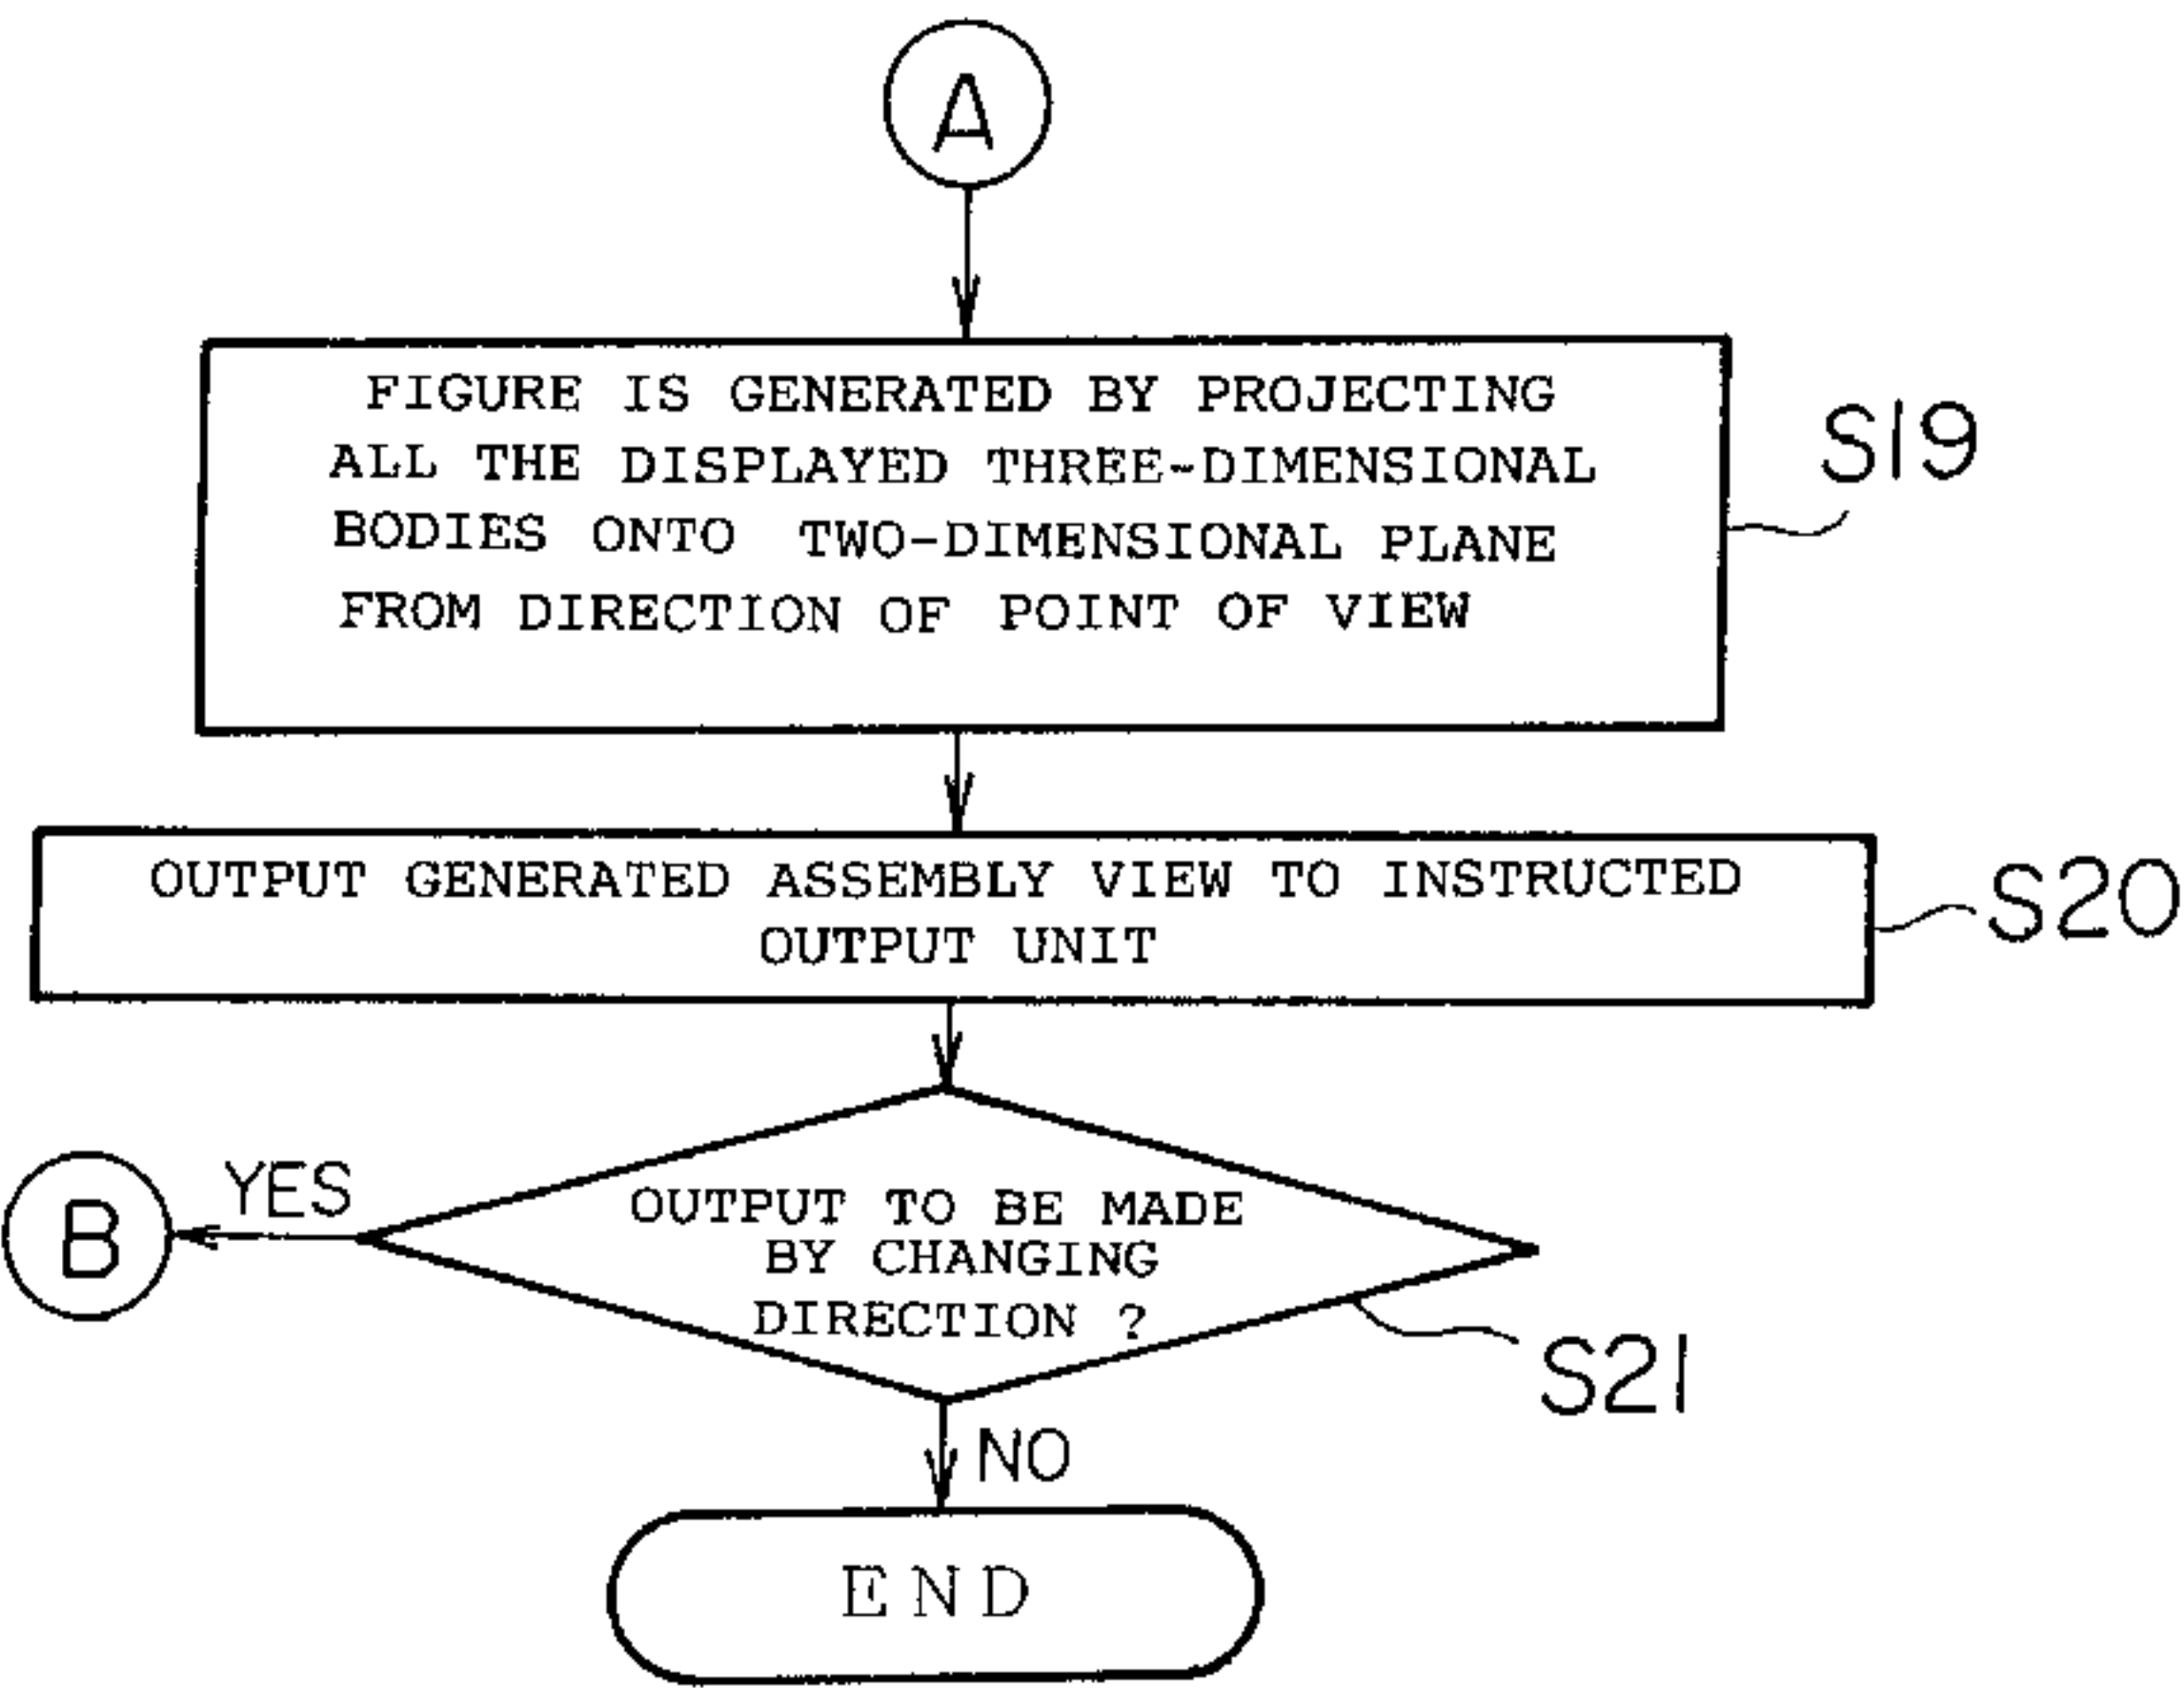 A
FIGURE IS GENERATED BY PROJECTING
ALL THE DISPLAYED THREE-DIMENSIONAL
BODIES ONTO TWO-DIMENSIONAL PLANE
FROM DIRECTION OF POINT OF VIEW
S19
OUTPUT GENERATED ASSEMBLY VIEW TO INSTRUCTED
OUTPUT UNIT
S20
OUTPUT TO BE MADE
BY CHANGING
DIRECTION ?
S21
YES
B
NO
END